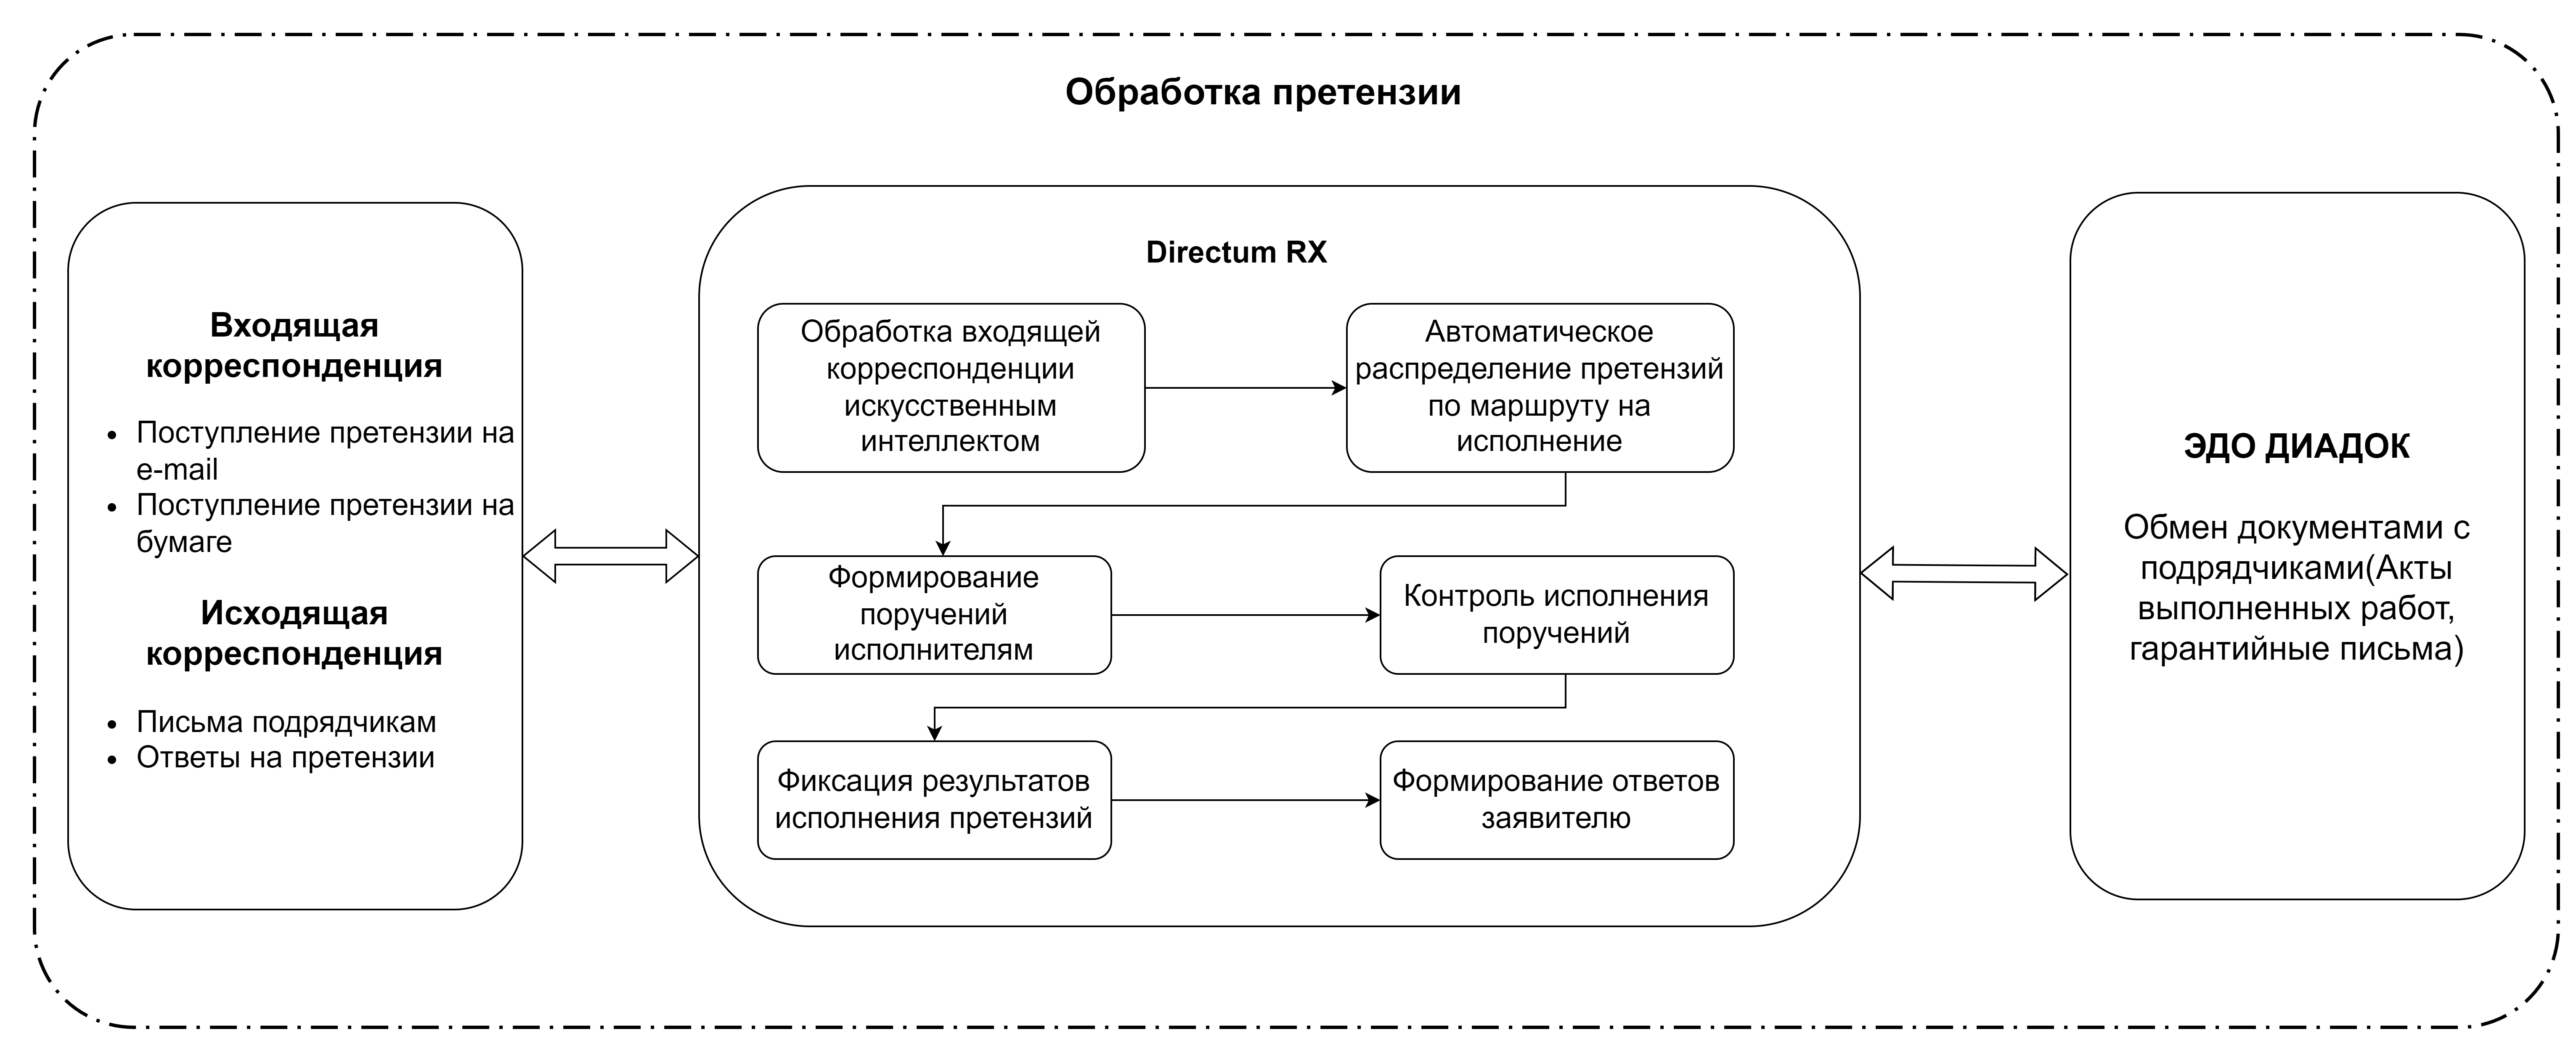 Обработка претензии
Входящая
корреспонденция
Поступление претензии на
e-mail
Поступление претензии на
бумаге
Исходящая
корреспонденция
Письма подрядчикам
Ответы на претензии
Directum RX
Обработка входящей
корреспонденции
искусственным
интеллектом
Автоматическое
распределение претензий
по маршруту на
исполнение
Формирование
поручений
исполнителям
Контроль исполнения
поручений
Фиксация результатов
исполнения претензий
Формирование ответов
заявителю
ЭДО ДИАДОК
Обмен документами с
подрядчиками(Акты
выполненных работ,
гарантийные письма)